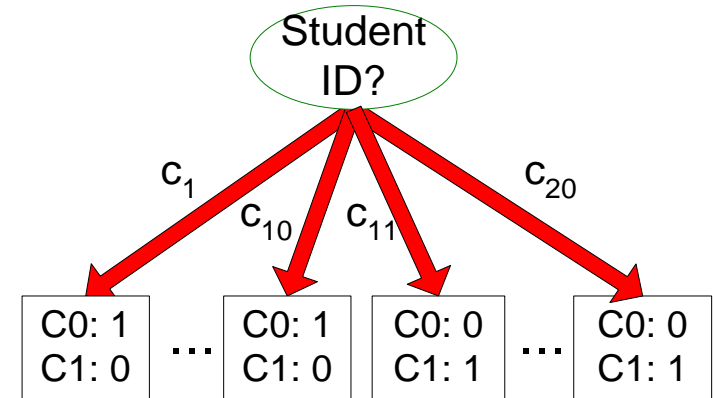 Student
ID?
c1
c10
c11
c20
C0: 1
C1: 0
...
C0: 1
C1: 0
C0: 0
C1: 1
...
C0: 0
C1: 1